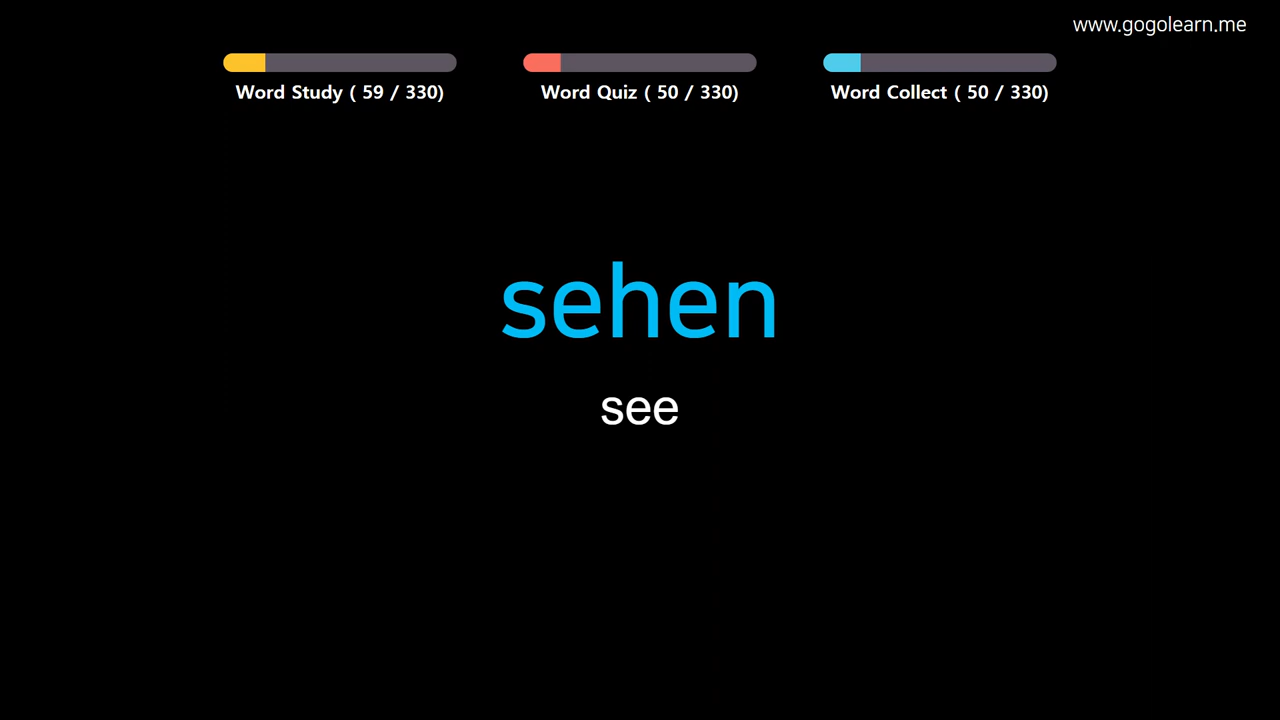 www.gogolearn.me
Word Study ( 59 / 330)
Word Quiz ( 50 / 330)
Word Collect ( 50 / 330)
sehen
see